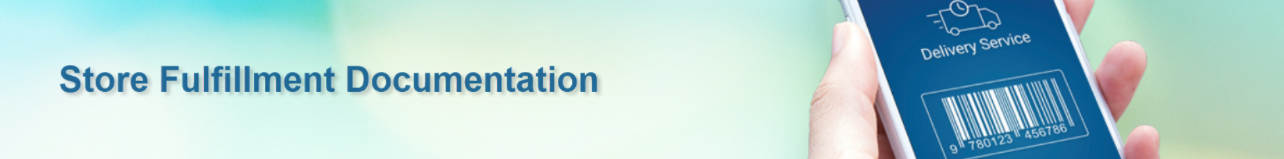 Store Fulfillment Documentation
Delivery Service
9 780123 456786